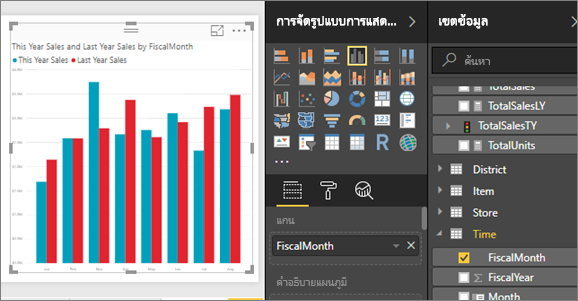 This Year Sales and Last Year Sales by FiscalMonth
This Year Sales Last Year Sales
การจัดรูปแบบการแสด...
R
แกน
FiscalMonth
คำอธิบายแผนภูมิ
เขตข้อมูล
ค้นหา
TotalSales
TotalSalesLY
TotalSalesTY
TotalUnits
District
Item
Store
Time
FiscalMonth
FiscalYear
Month